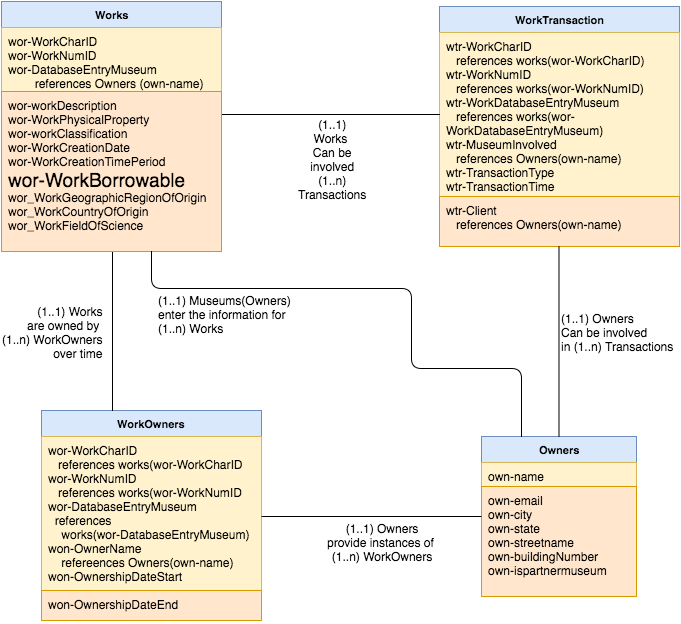 Works
wor-WorkCharID
wor-WorkNumID
wor-DatabaseEntryMuseum
references Owners (own-name)
wor-workDescription
wor-WorkPhysicalProperty
wor-workClassification
wor-WorkCreationDate
wor-WorkCreationTimePeriod
wor-WorkBorrowable
wor_WorkGeographicRegionOfOrigin
wor_WorkCountryOfOrigin
wor_WorkFieldOfScience
(1..1)
Works
Can be
involved
(1..n)
Transactions
WorkTransaction
wtr-WorkCharID
references works(wor-WorkCharID)
wtr-WorkNumID
references works(wor-WorkNumID)
wtr-WorkDatabaseEntryMuseum
references works(wor-
WorkDatabaseEntryMuseum)
wtr-MuseumInvolved
references Owners(own-name)
wtr-TransactionType
wtr-TransactionTime
wtr-Client
references Owners(own-name)
(1..1) Works
are owned by
(1..n) WorkOwners
over time
(1..1) Museums(Owners)
enter the information for
(1..n) Works
(1..1) Owners
Can be involved
in (1..n) Transactions
WorkOwners
wor-WorkCharID
references works(wor-WorkCharID
wor-WorkNumID
references works(wor-WorkNumID
wor-DatabaseEntryMuseum
references
works(wor-DatabaseEntryMuseum)
won-OwnerName
refereences Owners(own-name)
won-OwnershipDateStart
won-OwnershipDateEnd
(1..1) Owners
provide instances of
(1..n) WorkOwners
Owners
own-name
own-email
own-city
own-state
own-streetname
own-buildingNumber
own-ispartnermuseum